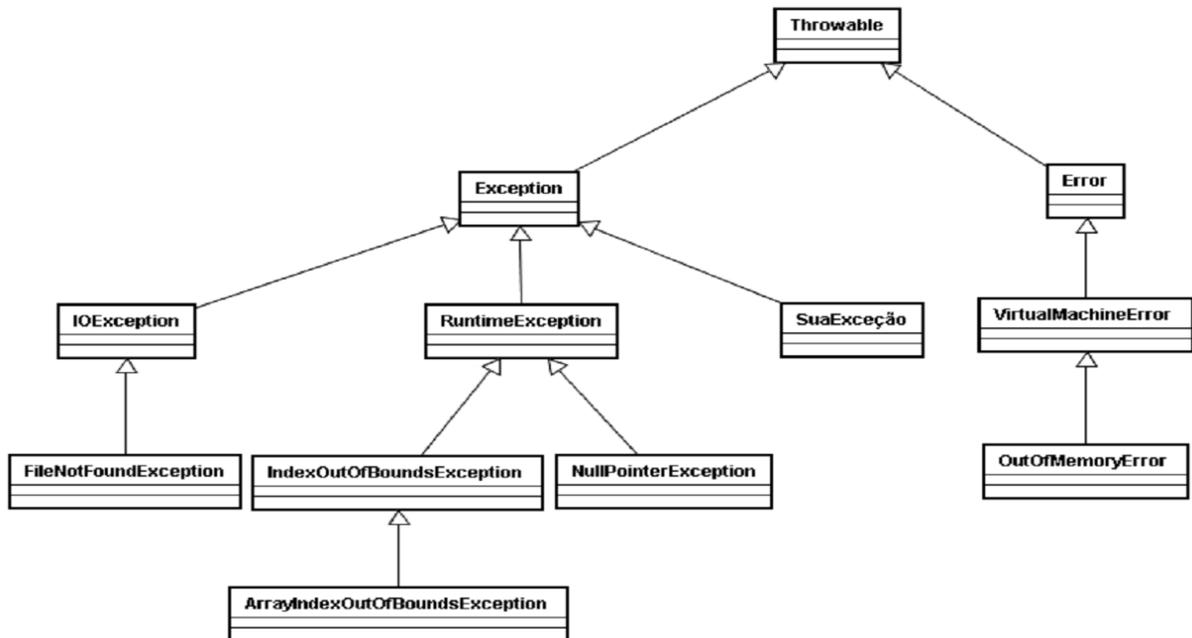 Throwable
Exception
Error
IOException
RuntimeException
SuaExceção
VirtualMachineError
FileNotFoundException
IndexOutOfBoundsException
NullPointerException
OutOfMemoryError
ArrayIndexOutOfBoundsException